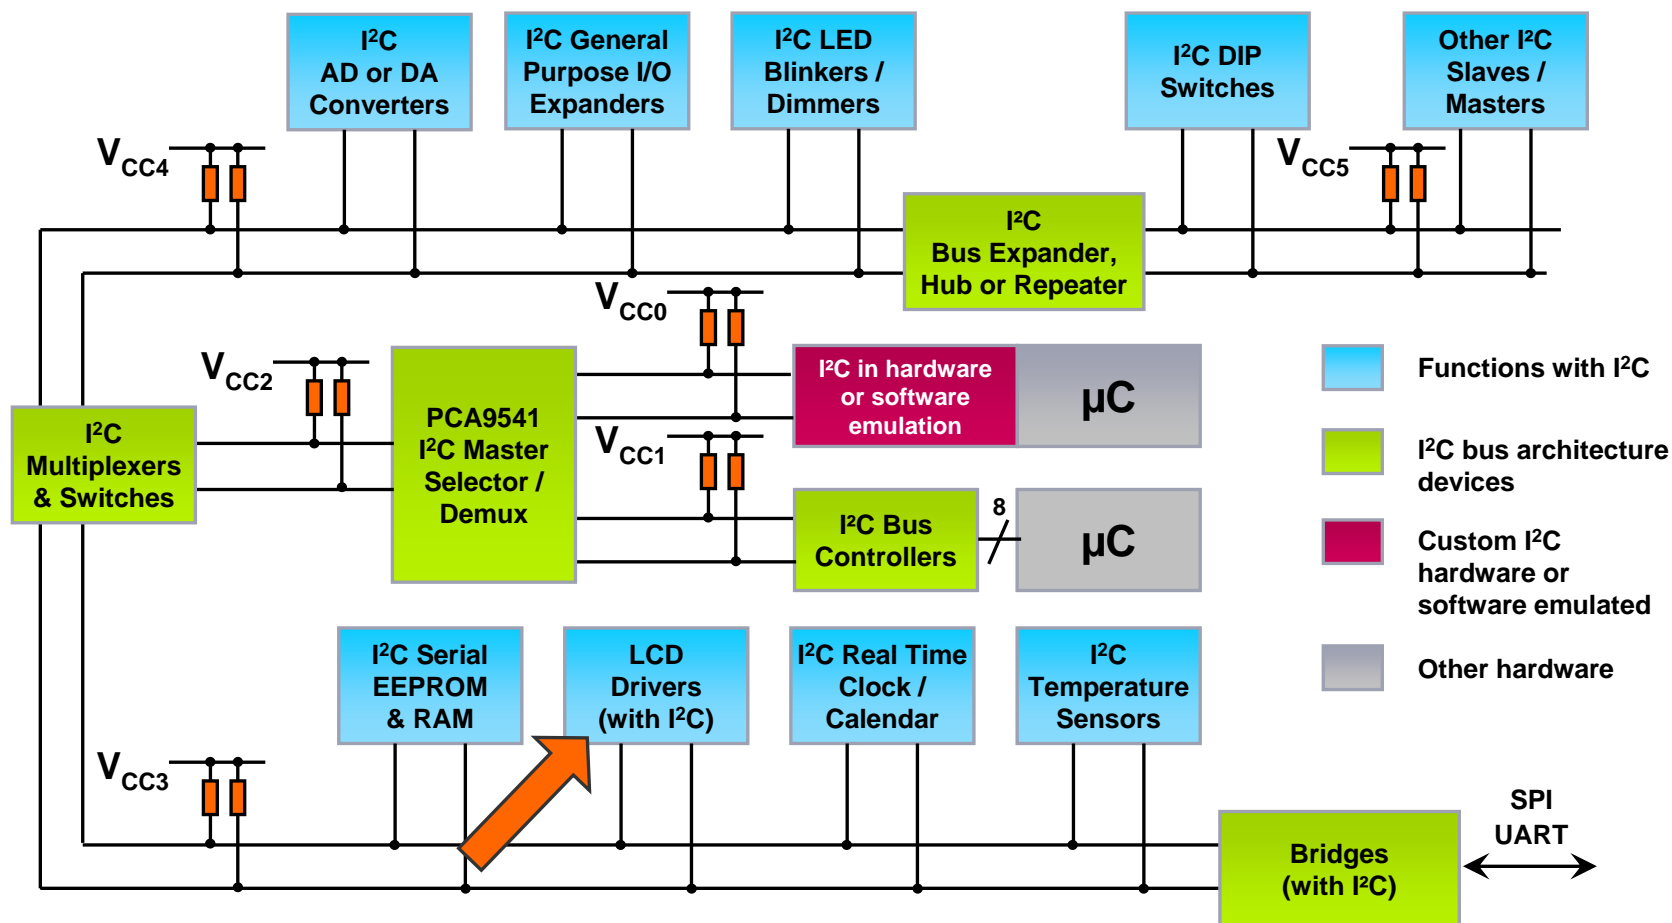 I²C
AD or DA
Converters
I²C General
Purpose I/O
Expanders
I²C LED
Blinkers /
Dimmers
I²C DIP
Switches
Other I²C
Slaves /
Masters
VCC4
VCC5
I²C
Bus Expander,
Hub or Repeater
VCC0
VCC2
I²C
Multiplexers
& Switches
PCA9541
I²C Master
Selector /
Demux
I²C in hardware
or software
emulation
µC
VCC1
I²C Bus
Controllers
8
µC
Functions with I²C
I²C bus architecture
devices
Custom I²C
hardware or
software emulated
Other hardware
I²C Serial
EEPROM
& RAM
LCD
Drivers
(with I²C)
I²C Real Time
Clock /
Calendar
I²C
Temperature
Sensors
VCC3
Bridges
(with I²C)
SPI
UART